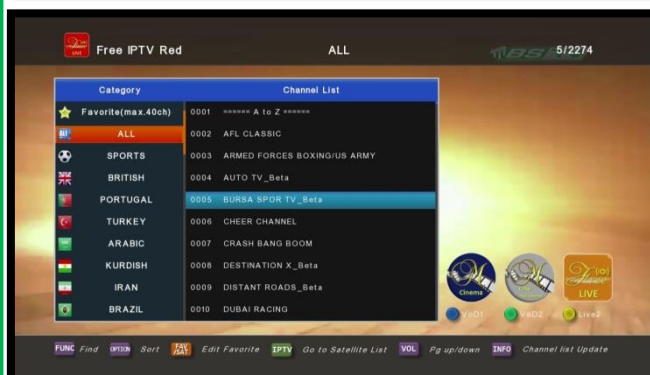 LIVE Free IPTV Red ALL 5/2274
Category Channel List
Favorite(max.40ch) 0001 ====== A to Z ======
ALL 0002 AFL CLASSIC
SPORTS 0003 ARMED FORCES BOXING/US ARMY
BRITISH 0004 AUTO TV_Beta
PORTUGAL 0005 BURSA SPOR TV_Beta
TURKEY 0006 CHEER CHANNEL
ARABIC 0007 CRASH BANG BOOM
KURDISH 0008 DESTINATION X_Beta
IRAN 0009 DISTANT ROADS_Beta
BRAZIL 0010 DUBAI RACING
Cinema LIVE
VoD1 VoD2 Live2
FUNC Find OPTION Sort FAV/SAT Edit Favorite IPTV Go to Satellite List VOL Pg up/down INFO Channel list Update